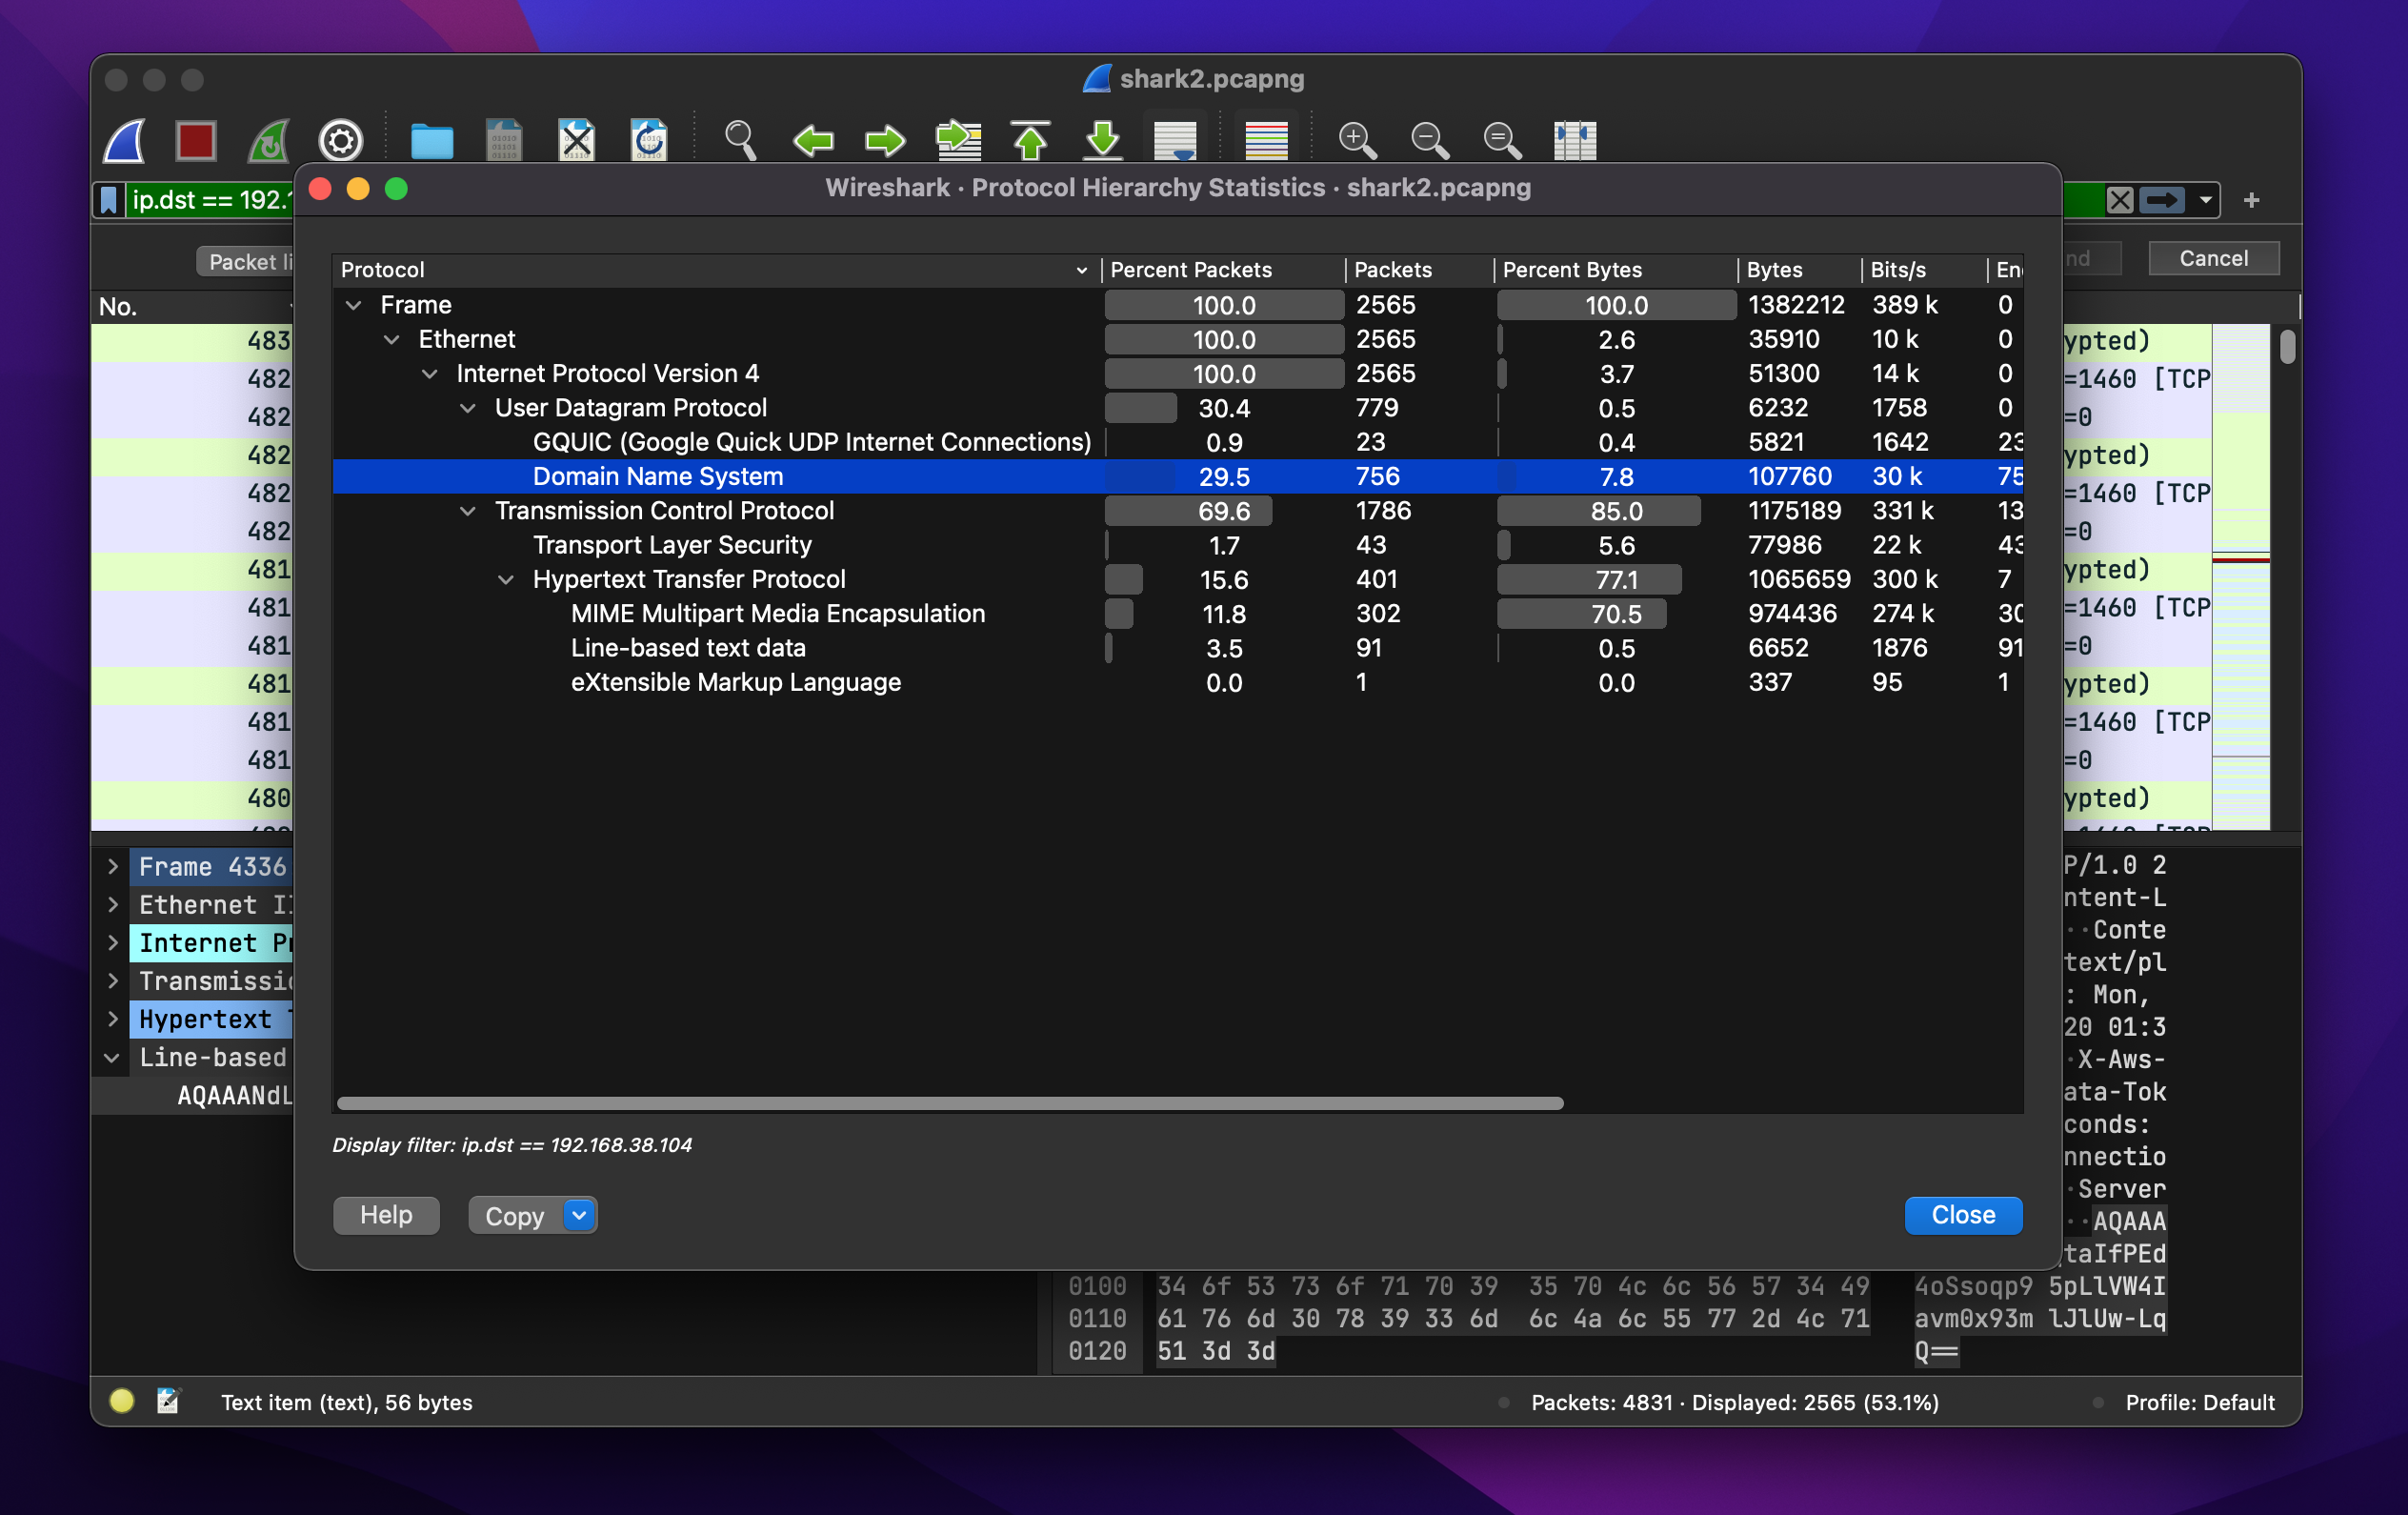 shark2.pcapng
ip.dst == 192.1
Wireshark · Protocol Hierarchy Statistics · shark2.pcapng
Packet li
Cancel
No.
Protocol Percent Packets Packets Percent Bytes Bytes Bits/s En
Frame 100.0 2565 100.0 1382212 389 k 0
Ethernet 100.0 2565 2.6 35910 10 k 0
Internet Protocol Version 4 100.0 2565 3.7 51300 14 k 0
User Datagram Protocol 30.4 779 0.5 6232 1758 0
GQUIC (Google Quick UDP Internet Connections) 0.9 23 0.4 5821 1642 23
Domain Name System 29.5 756 7.8 107760 30 k 75
Transmission Control Protocol 69.6 1786 85.0 1175189 331 k 13
Transport Layer Security 1.7 43 5.6 77986 22 k 43
Hypertext Transfer Protocol 15.6 401 77.1 1065659 300 k 7
MIME Multipart Media Encapsulation 11.8 302 70.5 974436 274 k 30
Line-based text data 3.5 91 0.5 6652 1876 91
eXtensible Markup Language 0.0 1 0.0 337 95 1
Display filter: ip.dst == 192.168.38.104
Help Copy Close
483
482
482
482
482
482
481
481
481
481
481
481
480
ypted)
=1460 [TCP
=0
ypted)
=1460 [TCP
=0
ypted)
=1460 [TCP
=0
ypted)
=1460 [TCP
=0
ypted)
Frame 4336
Ethernet II
Internet Pr
Transmissio
Hypertext T
Line-based
AQAAANdL
P/1.0 2
ntent-L
··Conte
text/pl
: Mon,
20 01:3
·X-Aws-
ata-Tok
conds:
nnectio
·Server
··AQAAA
taIfPEd
0100 34 6f 53 73 6f 71 70 39 35 70 4c 6c 56 57 34 49 4oSsoqp9 5pLlVW4I
0110 61 76 6d 30 78 39 33 6d 6c 4a 6c 55 77 2d 4c 71 avm0x93m lJlUw-Lq
0120 51 3d 3d Q==
Text item (text), 56 bytes
Packets: 4831 · Displayed: 2565 (53.1%)
Profile: Default